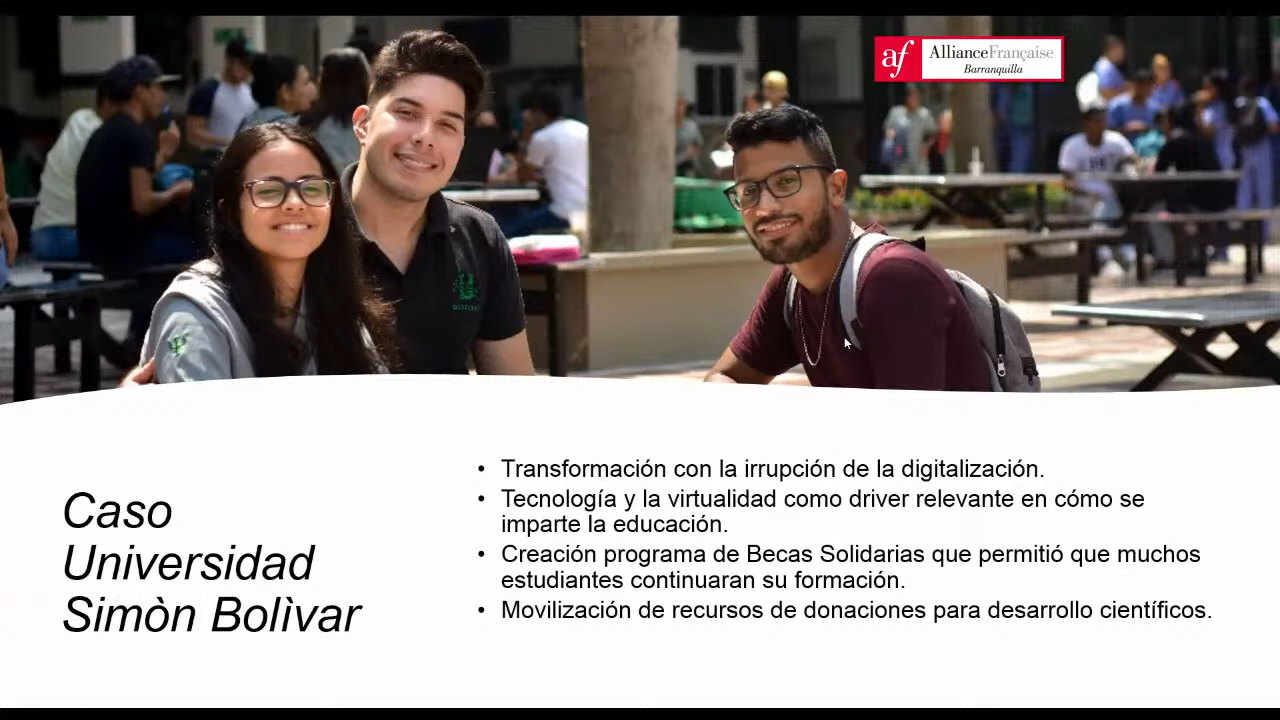 af
AllianceFrançaise
Barranquilla
• Transformación con la irrupción de la digitalización.
• Tecnología y la virtualidad como driver relevante en cómo se
imparte la educación.
• Creación programa de Becas Solidarias que permitió que muchos
estudiantes continuaran su formación.
• Movilización de recursos de donaciones para desarrollo científicos.
Caso
Universidad
Simòn Bolìvar